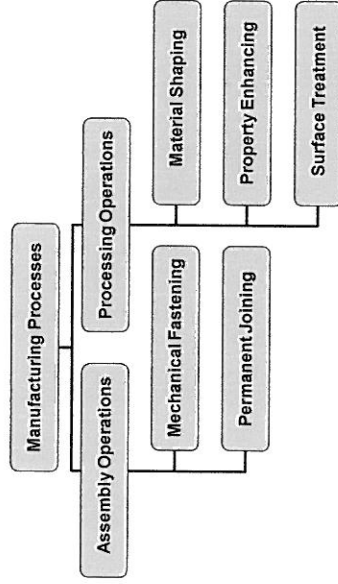 Manufacturing Processes
Assembly Operations
Mechanical Fastening
Permanent Joining
Processing Operations
Material Shaping
Property Enhancing
Surface Treatment